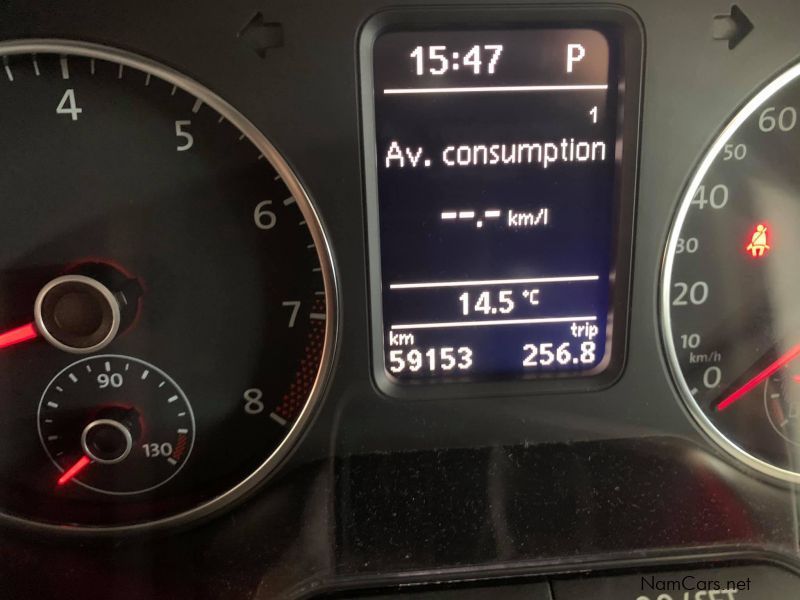 15:47 P
1
Av. consumption
--.- km/l
14.5 °C
km trip
59153 256.8
4
5
6
7
8
90
130
60
50
40
30
20
10
km/h
0
NamCars.net